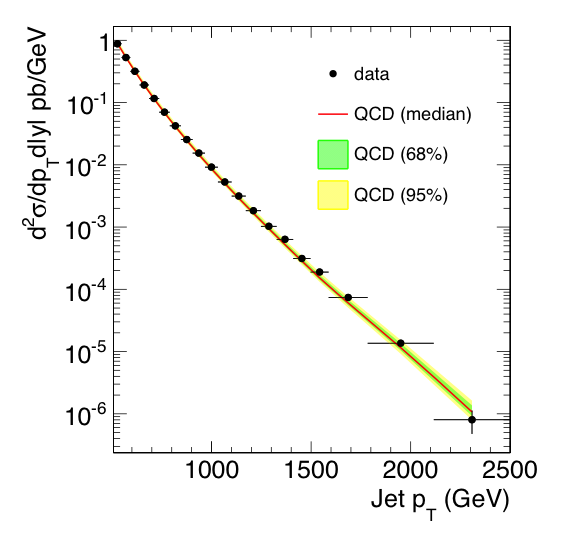 d²σ/dp_T d|y| pb/GeV
1
10⁻¹
10⁻²
10⁻³
10⁻⁴
10⁻⁵
10⁻⁶
data
QCD (median)
QCD (68%)
QCD (95%)
1000 1500 2000 2500
Jet p_T (GeV)